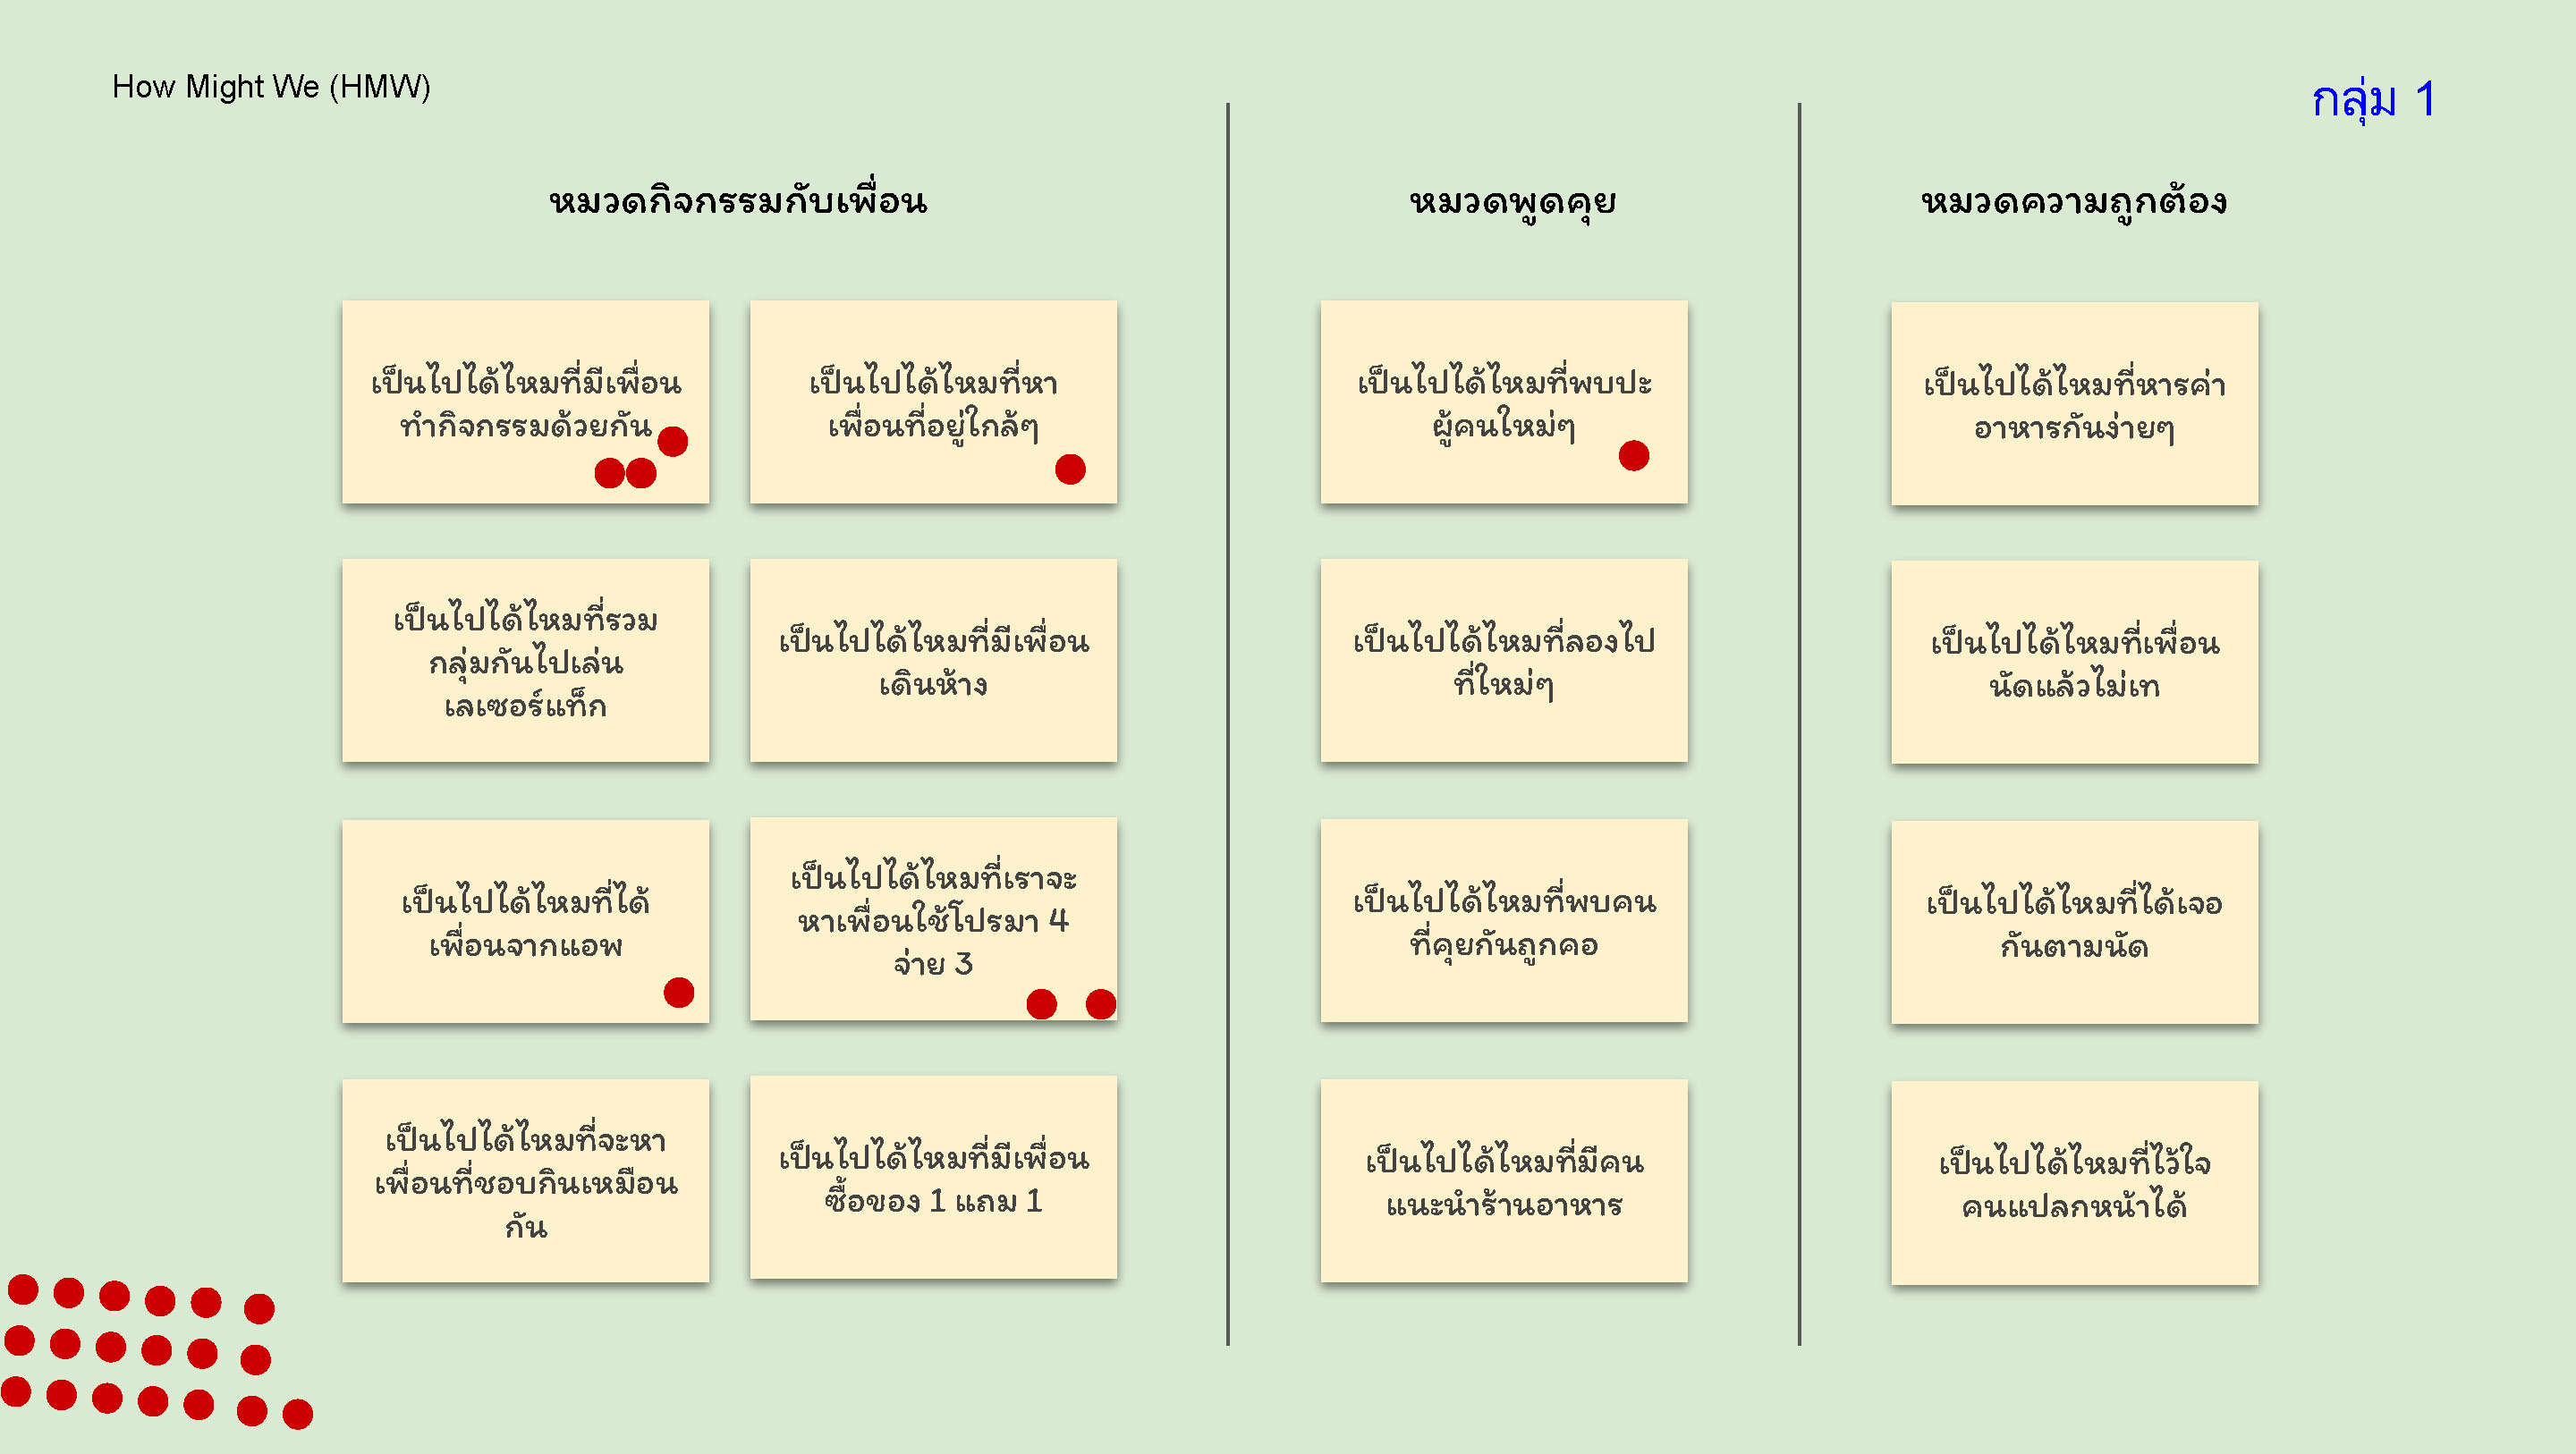 How Might We (HMW)
กลุ่ม 1
หมวดกิจกรรมกับเพื่อน
เป็นไปได้ไหมที่มีเพื่อน
ทำกิจกรรมด้วยกัน
เป็นไปได้ไหมที่หา
เพื่อนที่อยู่ใกล้ๆ
เป็นไปได้ไหมที่รวม
กลุ่มกันไปเล่น
เลเซอร์แท็ก
เป็นไปได้ไหมที่มีเพื่อน
เดินห้าง
เป็นไปได้ไหมที่ได้
เพื่อนจากแอพ
เป็นไปได้ไหมที่เราจะ
หาเพื่อนใช้โปรมา 4
จ่าย 3
เป็นไปได้ไหมที่จะหา
เพื่อนที่ชอบกินเหมือน
กัน
เป็นไปได้ไหมที่มีเพื่อน
ซื้อของ 1 แถม 1
หมวดพูดคุย
เป็นไปได้ไหมที่พบปะ
ผู้คนใหม่ๆ
เป็นไปได้ไหมที่ลองไป
ที่ใหม่ๆ
เป็นไปได้ไหมที่พบคน
ที่คุยกันถูกคอ
เป็นไปได้ไหมที่มีคน
แนะนำร้านอาหาร
หมวดความถูกต้อง
เป็นไปได้ไหมที่หารค่า
อาหารกันง่ายๆ
เป็นไปได้ไหมที่เพื่อน
นัดแล้วไม่เท
เป็นไปได้ไหมที่ได้เจอ
กันตามนัด
เป็นไปได้ไหมที่ไว้ใจ
คนแปลกหน้าได้